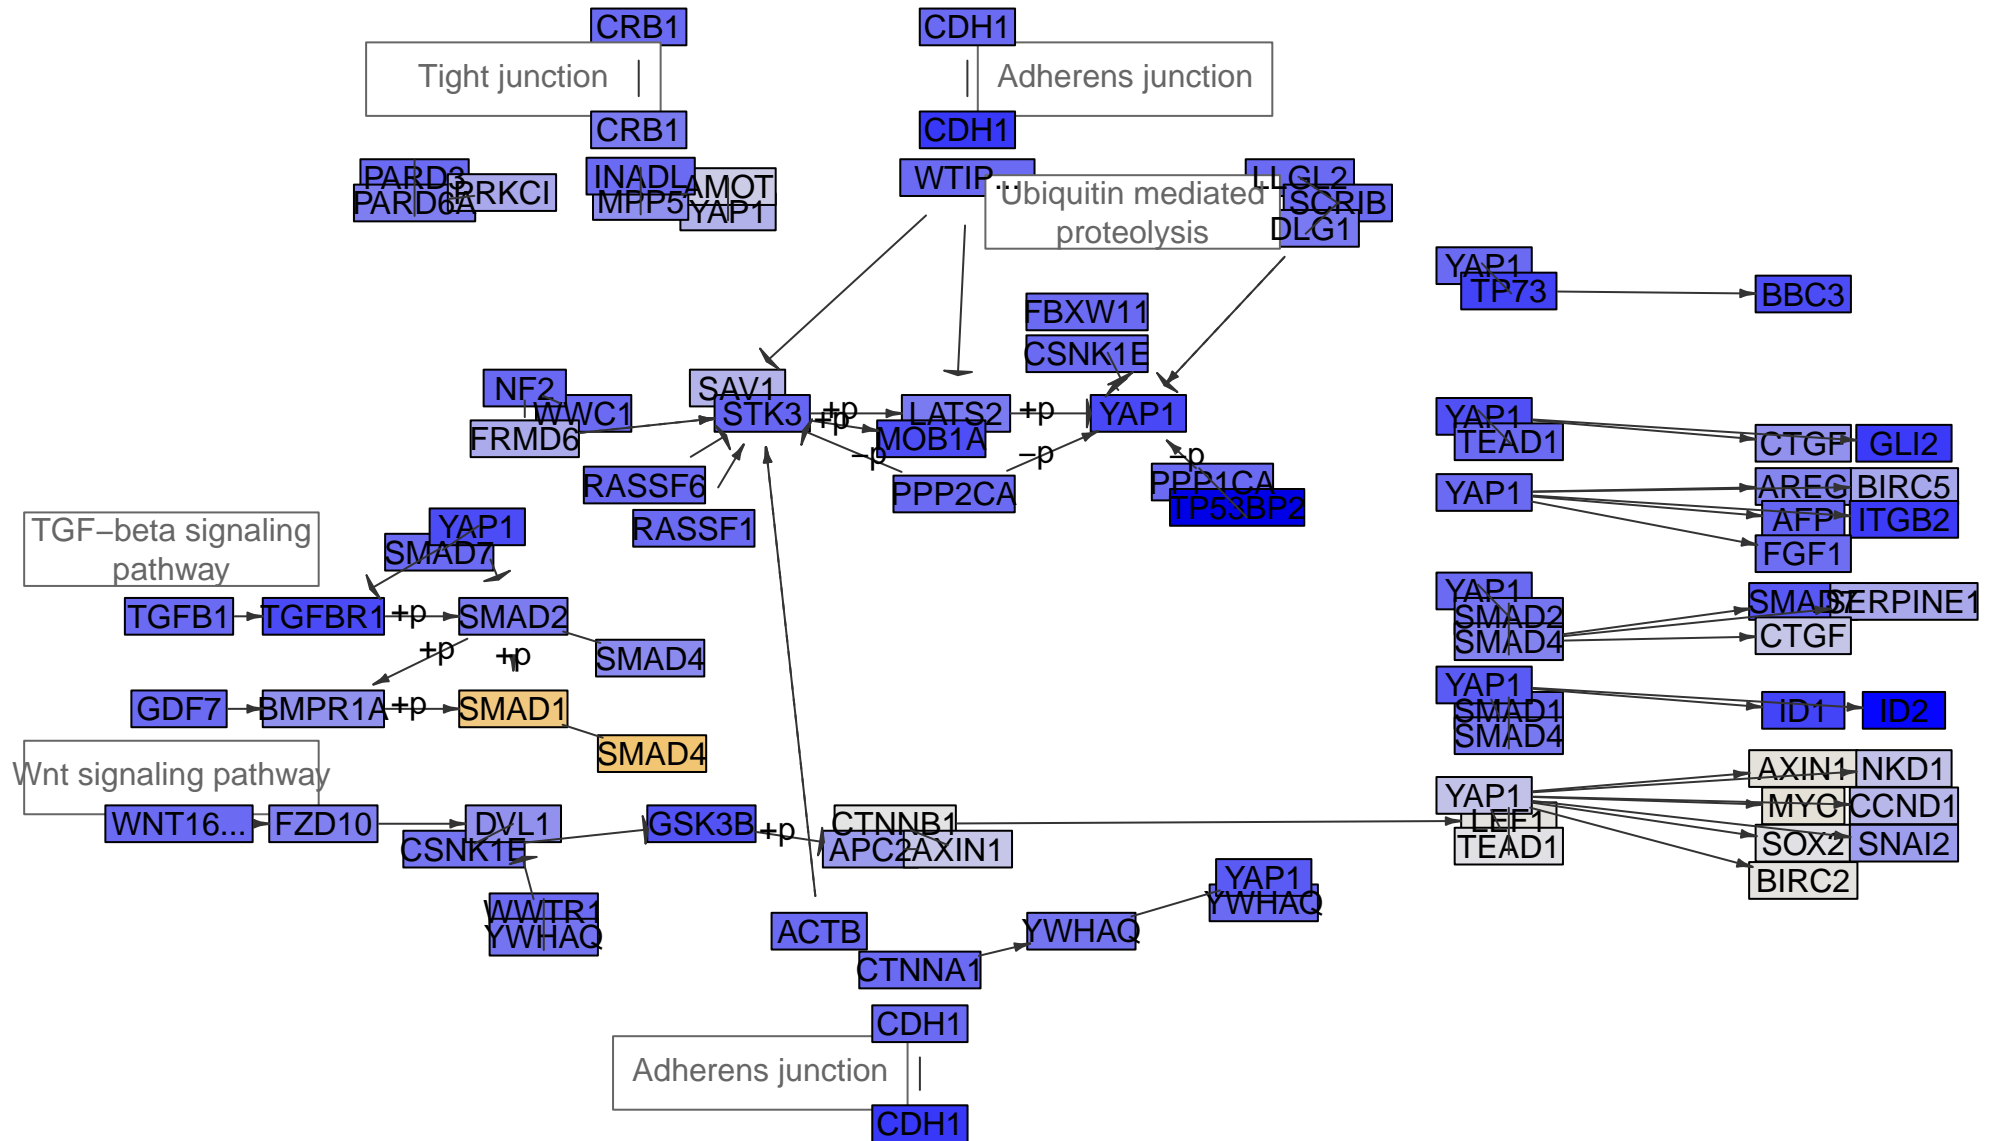 CRB1
CDH1
Tight junction
Adherens junction
CRB1
CDH1
PARD3
PARD6A
PRKCI
INADL
MPP5
AMOT
YAP1
WTIP...
Ubiquitin mediated
proteolysis
LLGL2
SCRIB
DLG1
YAP1
TP73
BBC3
FBXW11
CSNK1E
NF2
WWC1
FRMD6
SAV1
STK3
+p
+p
LATS2
MOB1A
+p
YAP1
−p
−p
−p
RASSF6
RASSF1
PPP2CA
PPP1CA
TP53BP2
YAP1
TEAD1
CTGF
GLI2
YAP1
AREG
BIRC5
AFP
ITGB2
FGF1
TGF−beta signaling
pathway
YAP1
SMAD7
TGFB1
TGFBR1
+p
SMAD2
+p
+p
SMAD4
GDF7
BMPR1A
+p
SMAD1
SMAD4
YAP1
SMAD2
SMAD4
SMAD7
SERPINE1
CTGF
YAP1
SMAD1
SMAD4
ID1
ID2
Wnt signaling pathway
WNT16...
FZD10
DVL1
CSNK1E
GSK3B
+p
CTNNB1
APC2
AXIN1
YAP1
LEF1
TEAD1
AXIN1
NKD1
MYC
CCND1
SOX2
SNAI2
BIRC2
WWTR1
YWHAQ
ACTB
CTNNA1
YWHAQ
YAP1
YWHAQ
CDH1
Adherens junction
CDH1